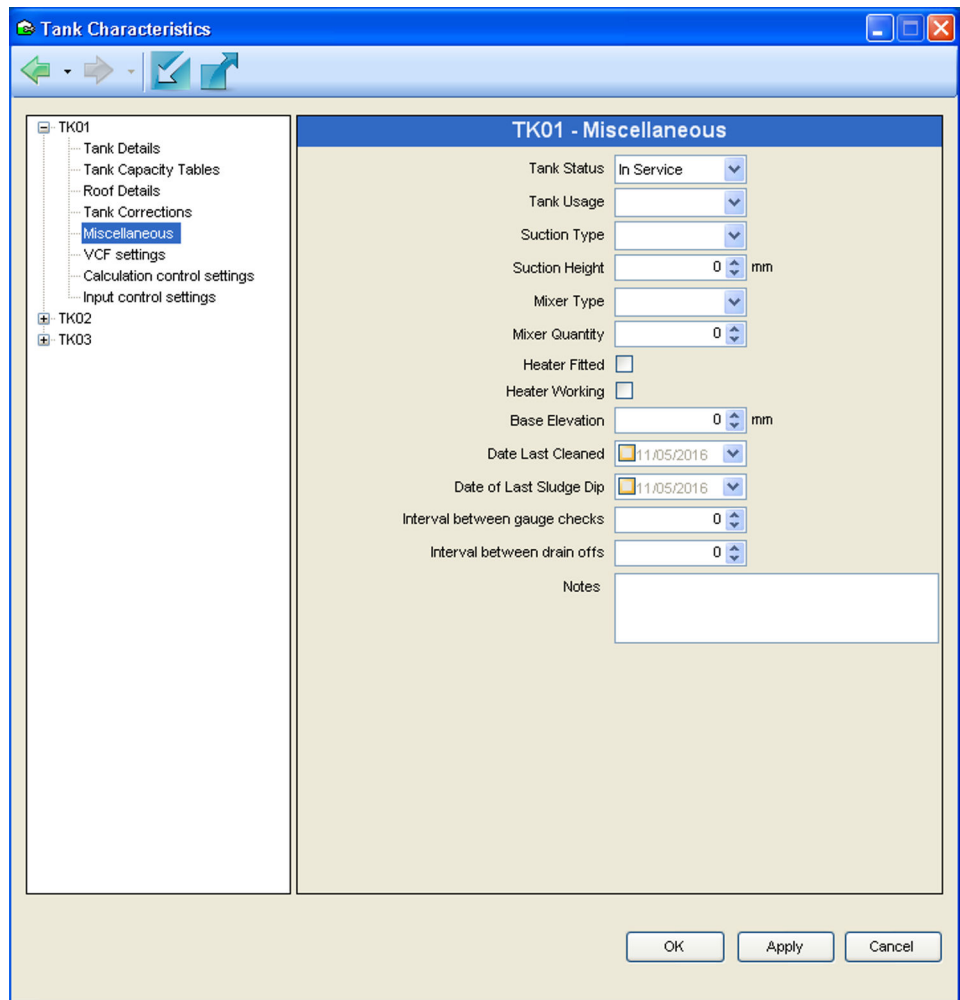 Tank Characteristics
TK01
Tank Details
Tank Capacity Tables
Roof Details
Tank Corrections
Miscellaneous
VCF settings
Calculation control settings
Input control settings
TK02
TK03
TK01 - Miscellaneous
Tank Status In Service
Tank Usage
Suction Type
Suction Height 0 mm
Mixer Type
Mixer Quantity 0
Heater Fitted
Heater Working
Base Elevation 0 mm
Date Last Cleaned 11/05/2016
Date of Last Sludge Dip 11/05/2016
Interval between gauge checks 0
Interval between drain offs 0
Notes
OK Apply Cancel